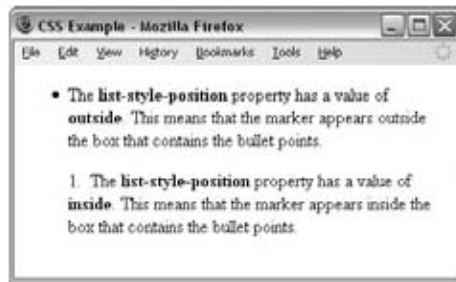 CSS Example - Mozilla Firefox
File Edit View History Bookmarks Tools Help
• The list-style-position property has a value of
outside. This means that the marker appears outside
the box that contains the bullet points.
1. The list-style-position property has a value of
inside. This means that the marker appears inside the
box that contains the bullet points.